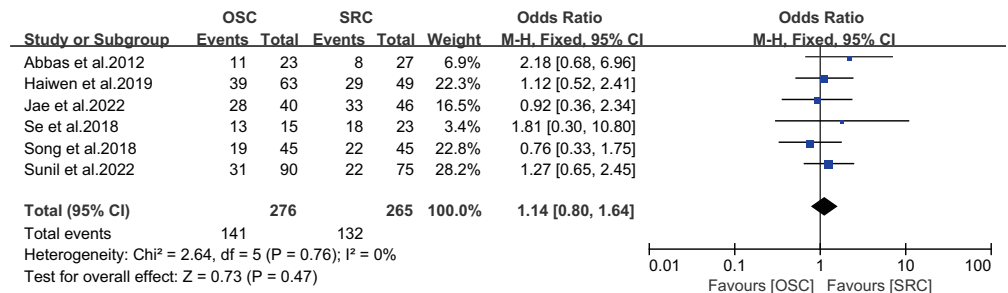 OSC SRC Odds Ratio Odds Ratio
Study or Subgroup Events Total Events Total Weight M-H, Fixed, 95% CI M-H, Fixed, 95% CI
Abbas et al.2012 11 23 8 27 6.9% 2.18 [0.68, 6.96]
Haiwen et al.2019 39 63 29 49 22.3% 1.12 [0.52, 2.41]
Jae et al.2022 28 40 33 46 16.5% 0.92 [0.36, 2.34]
Se et al.2018 13 15 18 23 3.4% 1.81 [0.30, 10.80]
Song et al.2018 19 45 22 45 22.8% 0.76 [0.33, 1.75]
Sunil et al.2022 31 90 22 75 28.2% 1.27 [0.65, 2.45]
Total (95% CI) 276 265 100.0% 1.14 [0.80, 1.64]
Total events 141 132
Heterogeneity: Chi² = 2.64, df = 5 (P = 0.76); I² = 0%
Test for overall effect: Z = 0.73 (P = 0.47)
0.01 0.1 1 10 100
Favours [OSC] Favours [SRC]